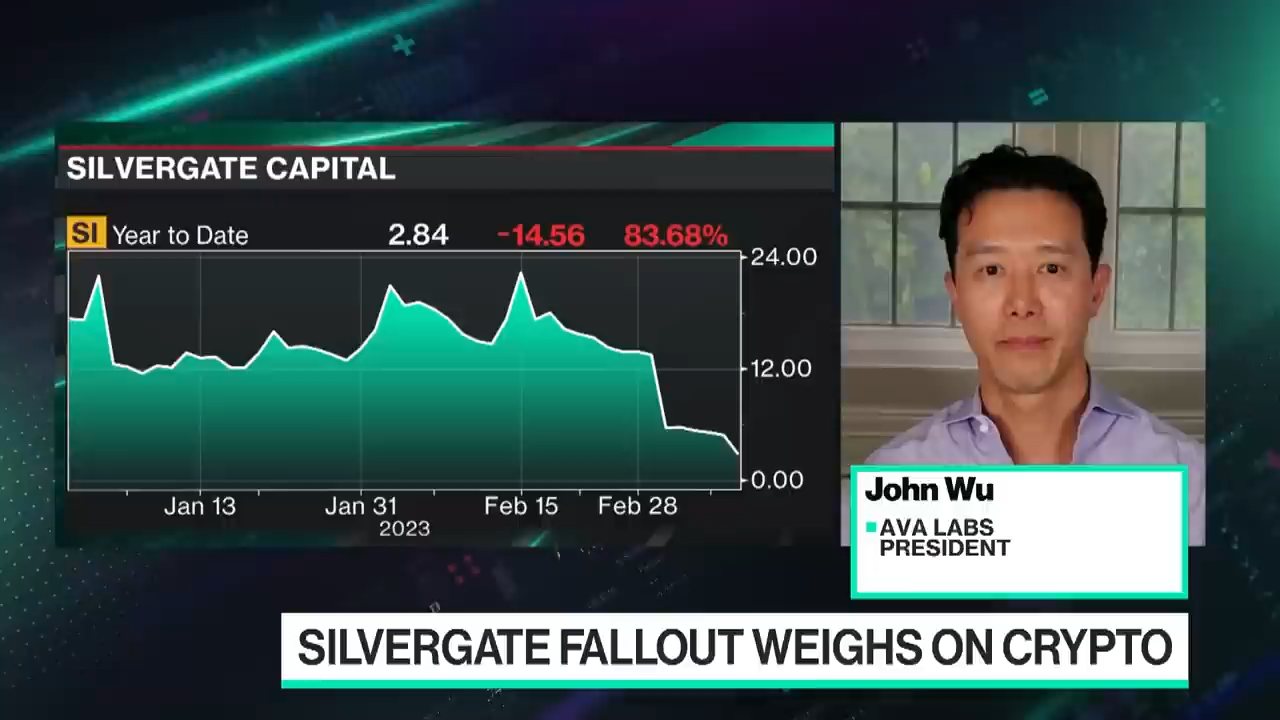 SILVERGATE CAPITAL
SI Year to Date 2.84 -14.56 83.68%
24.00
12.00
0.00
Jan 13 Jan 31 Feb 15 Feb 28
2023
John Wu
AVA LABS
PRESIDENT
SILVERGATE FALLOUT WEIGHS ON CRYPTO